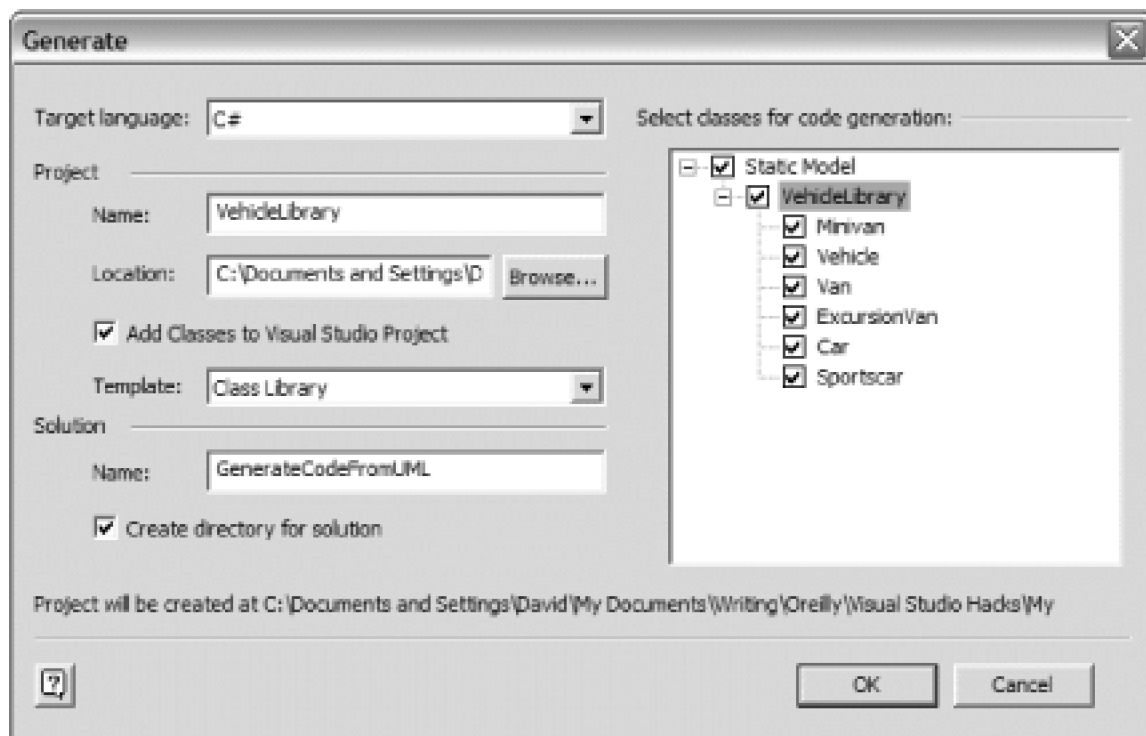 Generate
Target language: C#
Project
Name: VehicleLibrary
Location: C:\Documents and Settings\D Browse...
Add Classes to Visual Studio Project
Template: Class Library
Solution
Name: GenerateCodeFromUML
Create directory for solution
Select classes for code generation:
Static Model
VehicleLibrary
Minivan
Vehicle
Van
ExcursionVan
Car
Sportscar
Project will be created at C:\Documents and Settings\David\My Documents\Writing\Oreilly\Visual Studio Hacks\My
?
OK Cancel